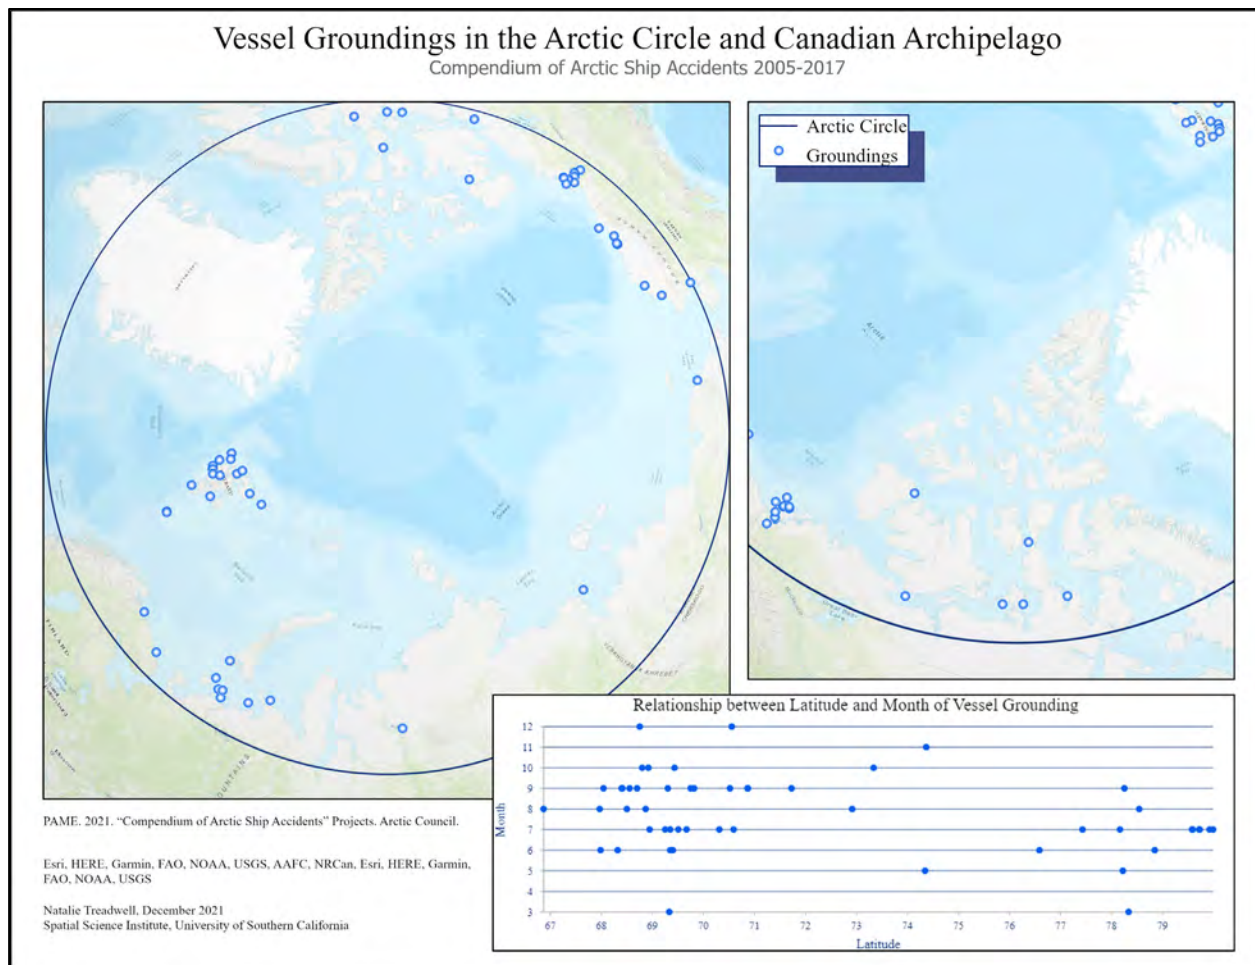 Vessel Groundings in the Arctic Circle and Canadian Archipelago
Compendium of Arctic Ship Accidents 2005-2017
Arctic Circle
Groundings
FINLAND
MOUNTAINS
Relationship between Latitude and Month of Vessel Grounding
12
11
10
9
8
7
6
5
4
3
Month
67 68 69 70 71 72 73 74 75 76 77 78 79
Latitude
PAME. 2021. “Compendium of Arctic Ship Accidents” Projects. Arctic Council.
Esri, HERE, Garmin, FAO, NOAA, USGS, AAFC, NRCan, Esri, HERE, Garmin,
FAO, NOAA, USGS
Natalie Treadwell, December 2021
Spatial Science Institute, University of Southern California